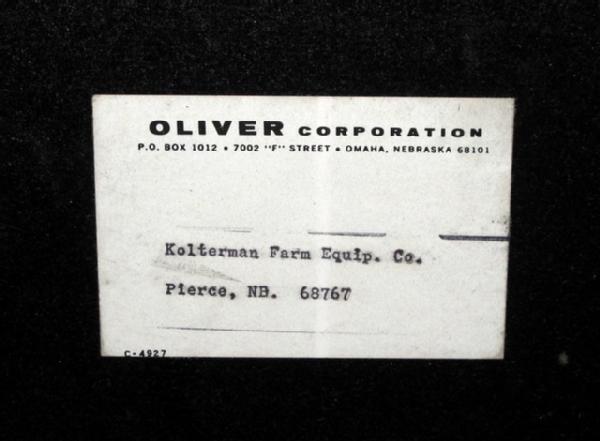 OLIVER CORPORATION
P.O. BOX 1012 • 7002 "F" STREET • OMAHA, NEBRASKA 68101
Kolterman Farm Equip. Co.
Pierce, NB. 68767
C-4927